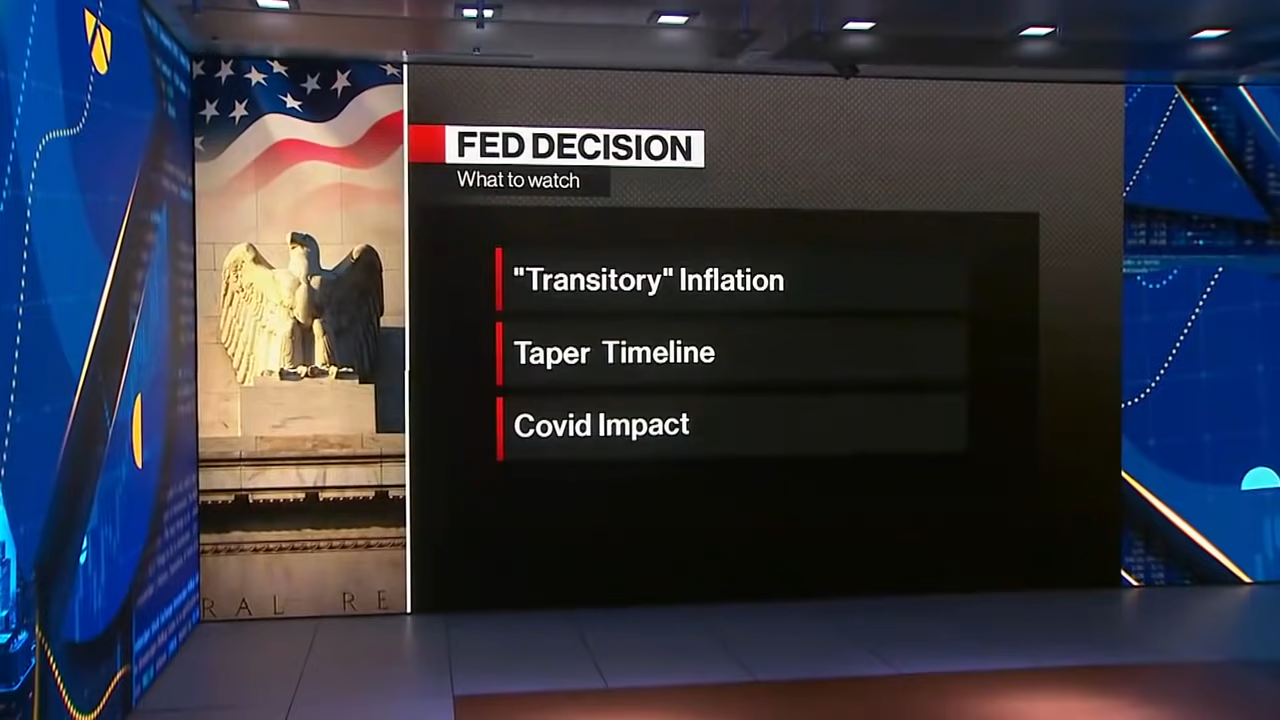 FED DECISION
What to watch
"Transitory" Inflation
Taper Timeline
Covid Impact
RAL RE